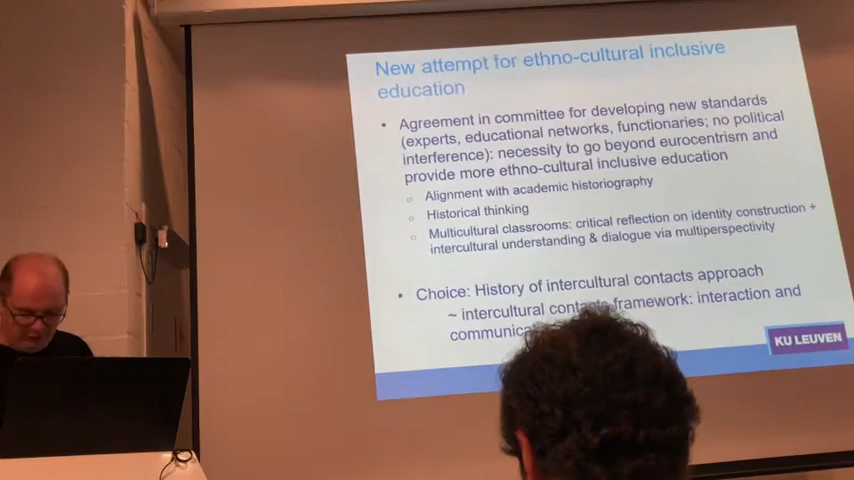 New attempt for ethno-cultural inclusive
education
• Agreement in committee for developing new standards
(experts, educational networks, functionaries; no political
interference): necessity to go beyond eurocentrism and
provide more ethno-cultural inclusive education
○ Alignment with academic historiography
○ Historical thinking
○ Multicultural classrooms: critical reflection on identity construction +
intercultural understanding & dialogue via multiperspectivity
• Choice: History of intercultural contacts approach
~ intercultural contacts framework: interaction and
KU LEUVEN